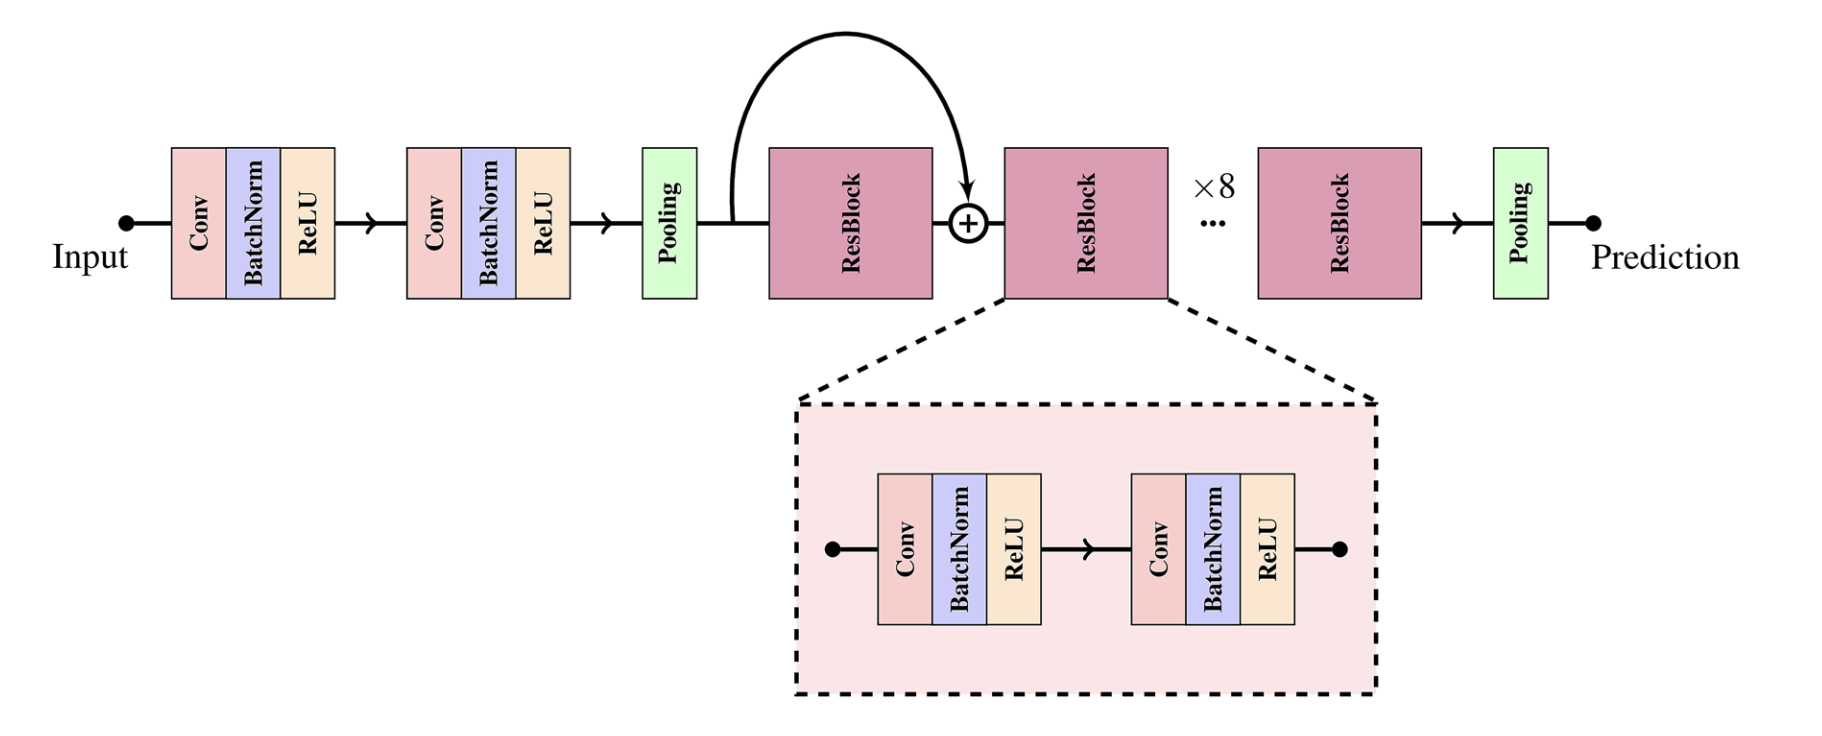 Input
Conv
BatchNorm
ReLU
Conv
BatchNorm
ReLU
Pooling
ResBlock
+
ResBlock
×8
...
ResBlock
Pooling
Prediction
Conv
BatchNorm
ReLU
Conv
BatchNorm
ReLU